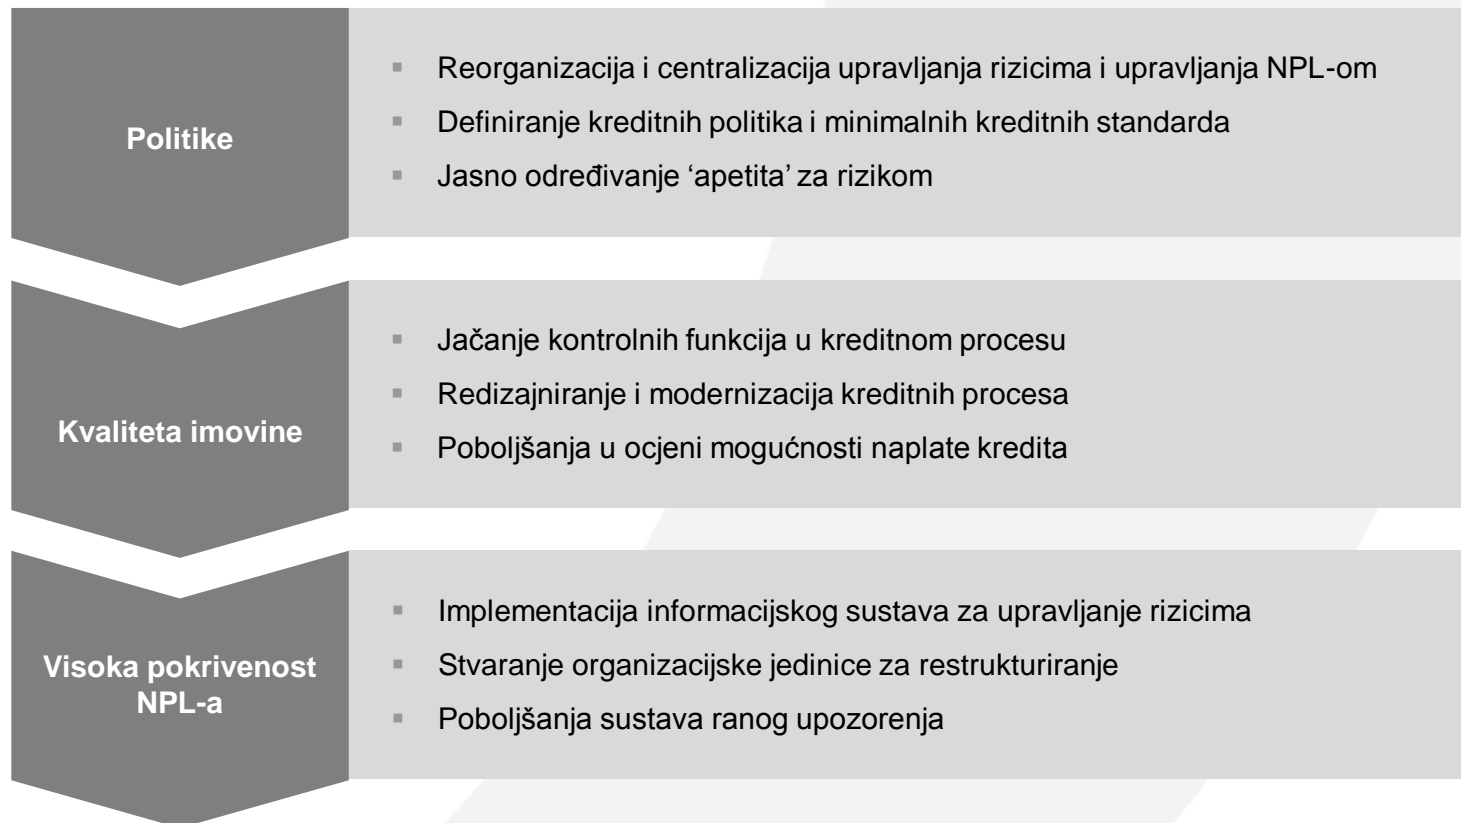 Politike
Reorganizacija i centralizacija upravljanja rizicima i upravljanja NPL-om
Definiranje kreditnih politika i minimalnih kreditnih standarda
Jasno određivanje ‘apetita’ za rizikom
Kvaliteta imovine
Jačanje kontrolnih funkcija u kreditnom procesu
Redizajniranje i modernizacija kreditnih procesa
Poboljšanja u ocjeni mogućnosti naplate kredita
Visoka pokrivenost
NPL-a
Implementacija informacijskog sustava za upravljanje rizicima
Stvaranje organizacijske jedinice za restrukturiranje
Poboljšanja sustava ranog upozorenja